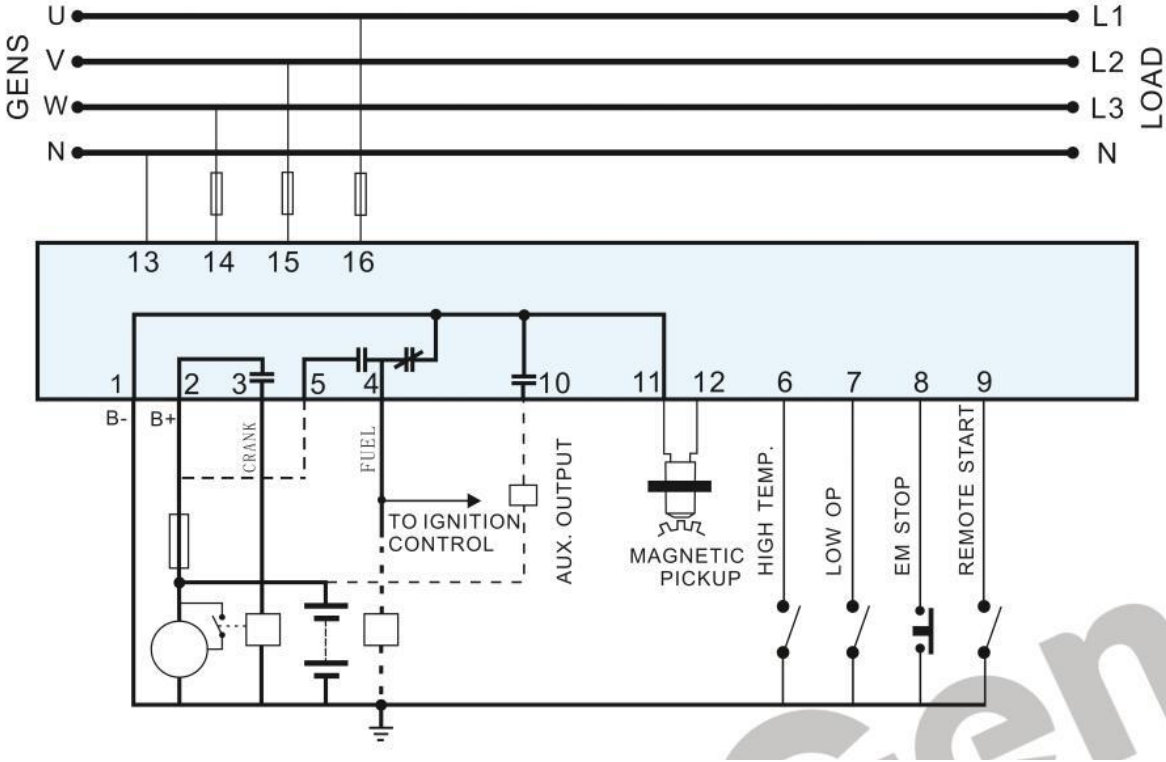 U
L1
V
L2
GENS
LOAD
W
L3
N
N
13 14 15 16
1 2 3 5 4 10 11 12 6 7 8 9
B-
B+
CRANK
FUEL
AUX. OUTPUT
HIGH TEMP.
LOW OP
EM STOP
REMOTE START
TO IGNITION
CONTROL
MAGNETIC
PICKUP
Gen